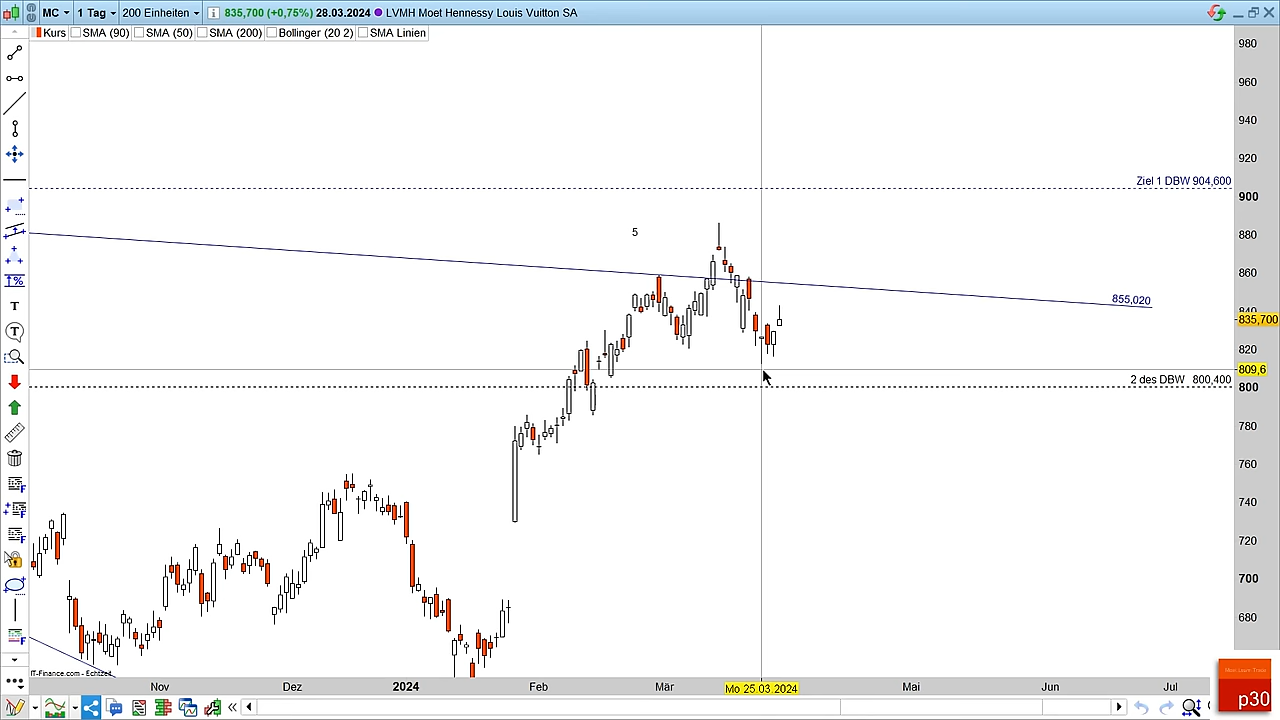 MC 1 Tag 200 Einheiten 835,700 (+0,75%) 28.03.2024 LVMH Moet Hennessy Louis Vuitton SA
Kurs SMA (90) SMA (50) SMA (200) Bollinger (20 2) SMA Linien
980
960
940
920
Ziel 1 DBW 904,600
900
5
880
860
855,020
840
835,700
820
809,6
2 des DBW 800,400
800
780
760
740
720
700
680
IT-Finance.com - Echtzeit
Nov Dez 2024 Feb Mär Mo 25.03.2024 Mai Jun Jul
p30